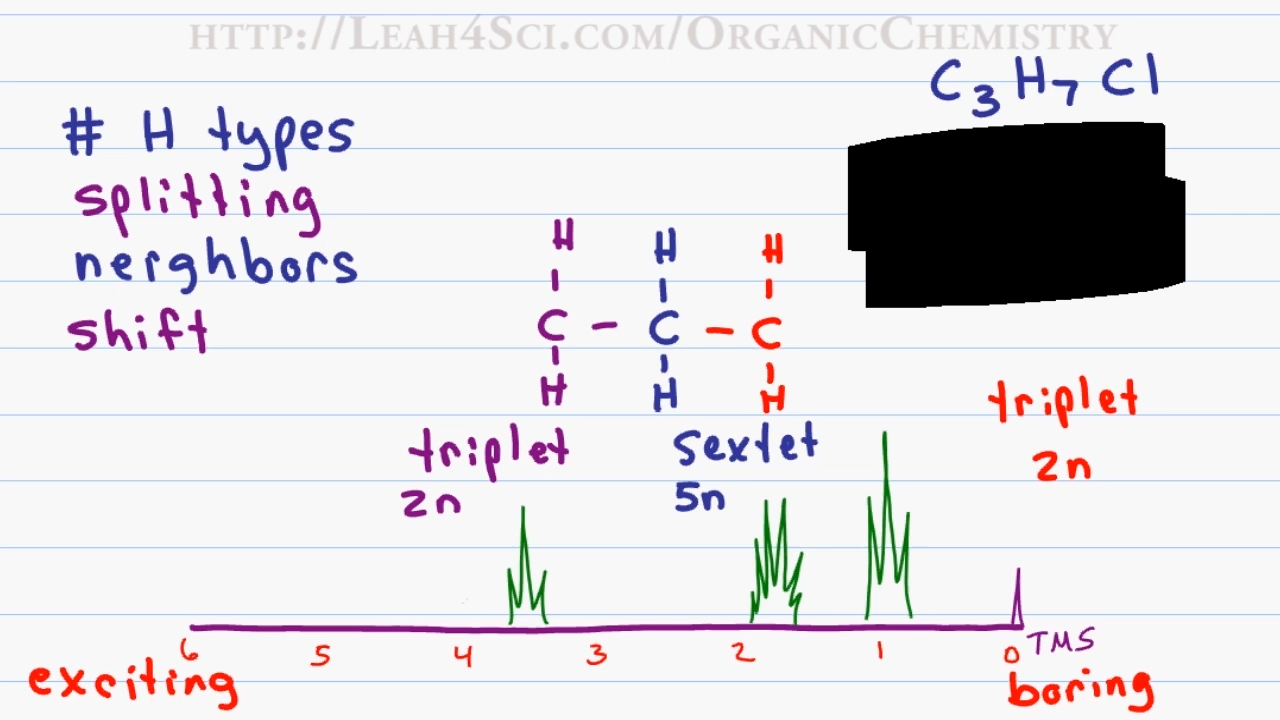 HTTP://LEAH4SCI.COM/ORGANICCHEMISTRY
C3H7Cl
# H types
splitting
nerghbors
shift
H H H
C - C - C
H H H
triplet
2n
sextet
5n
triplet
2n
6 5 4 3 2 1 0 TMS
exciting
boring